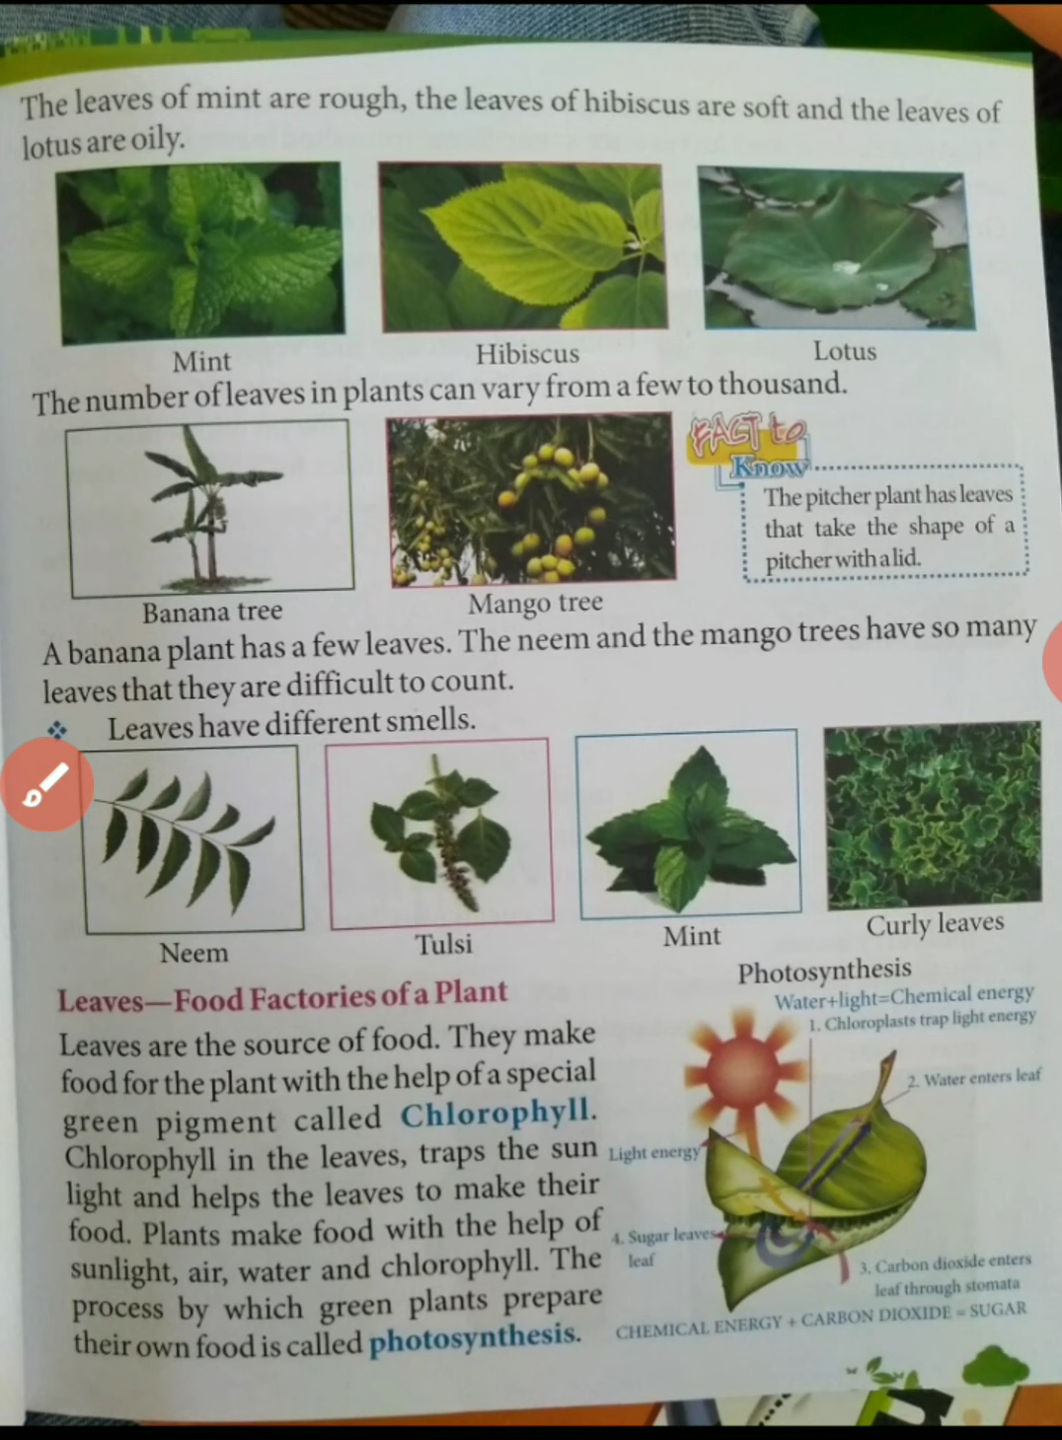 The leaves of mint are rough, the leaves of hibiscus are soft and the leaves of
lotus are oily.
Mint
Hibiscus
Lotus
The number of leaves in plants can vary from a few to thousand.
FACT to
Know
The pitcher plant has leaves
that take the shape of a
pitcher with a lid.
Banana tree
Mango tree
A banana plant has a few leaves. The neem and the mango trees have so many
leaves that they are difficult to count.
❖ Leaves have different smells.
Neem
Tulsi
Mint
Curly leaves
Leaves—Food Factories of a Plant
Leaves are the source of food. They make
food for the plant with the help of a special
green pigment called Chlorophyll.
Chlorophyll in the leaves, traps the sun
light and helps the leaves to make their
food. Plants make food with the help of
sunlight, air, water and chlorophyll. The
process by which green plants prepare
their own food is called photosynthesis.
Photosynthesis
Water+light=Chemical energy
1. Chloroplasts trap light energy
2. Water enters leaf
Light energy
4. Sugar leaves
leaf
3. Carbon dioxide enters
leaf through stomata
CHEMICAL ENERGY + CARBON DIOXIDE = SUGAR